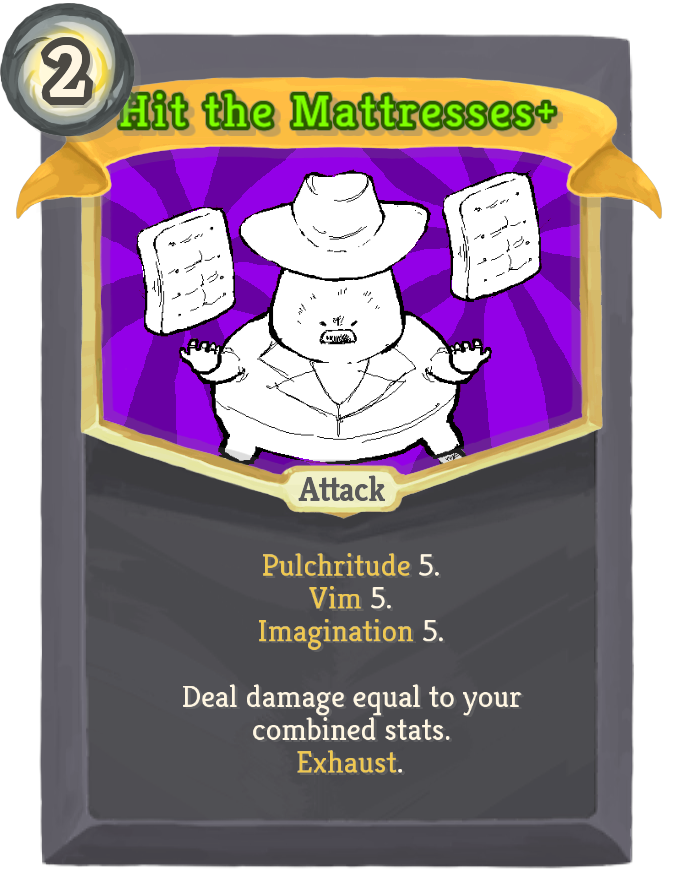 2
Hit the Mattresses+
Attack
Pulchritude 5.
Vim 5.
Imagination 5.
Deal damage equal to your
combined stats.
Exhaust.